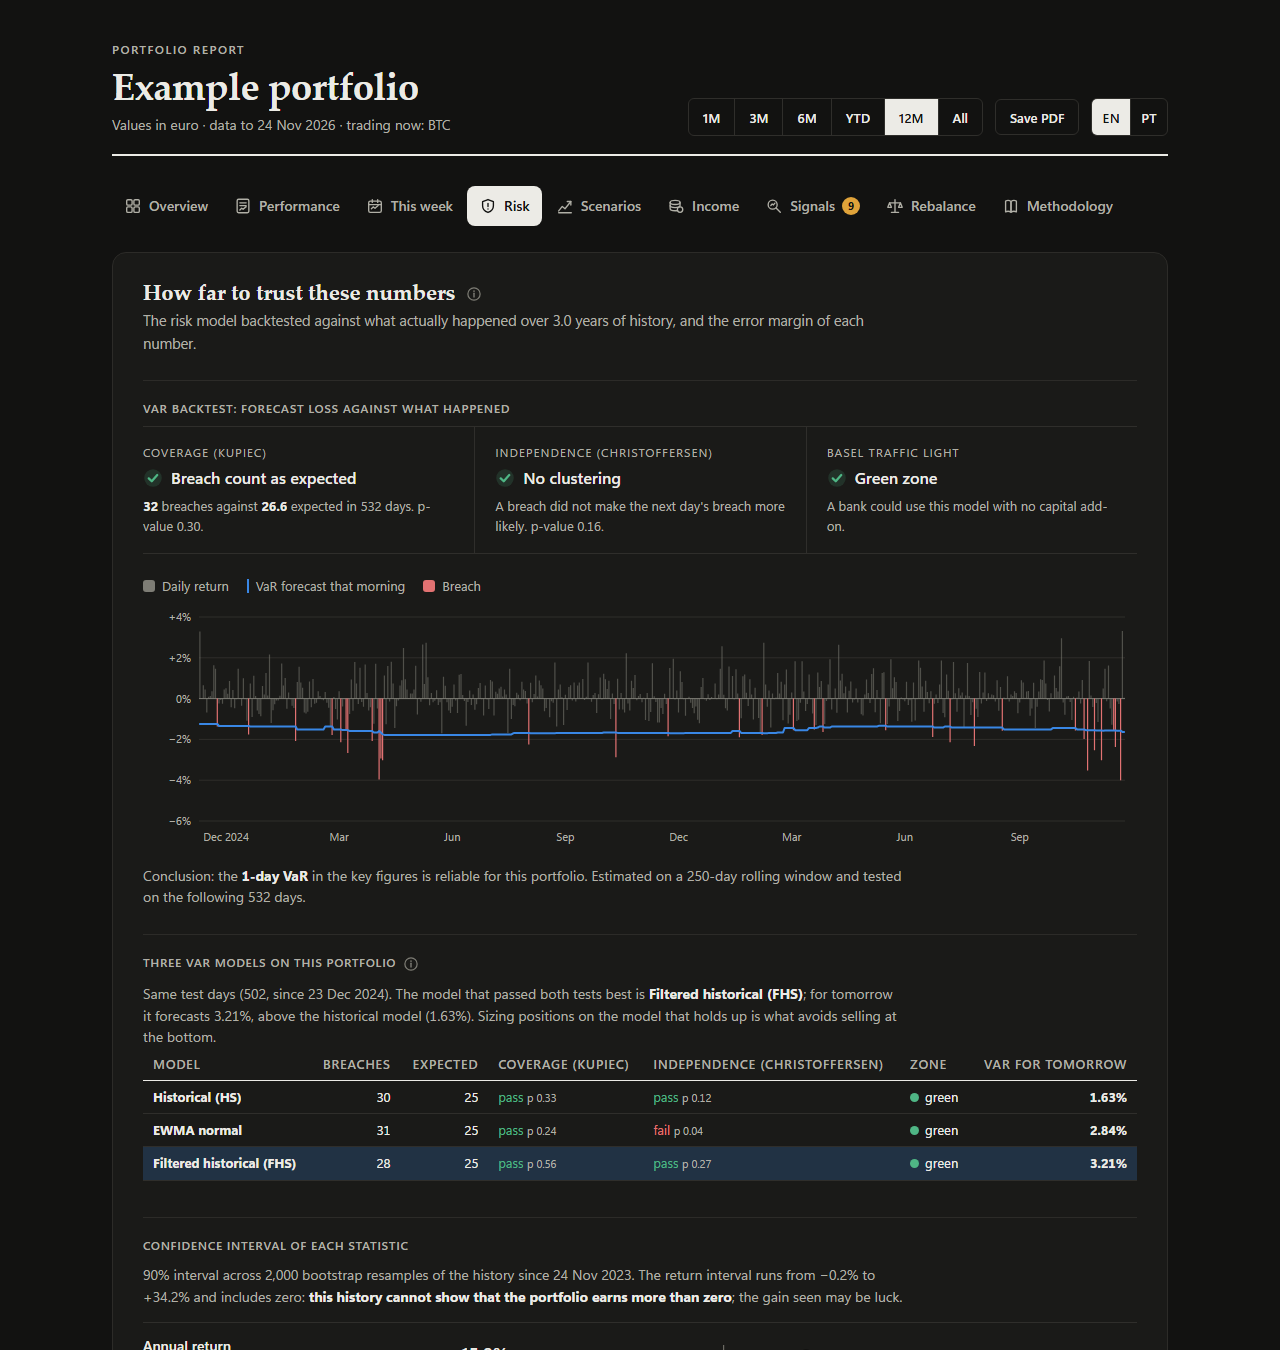 PORTFOLIO REPORT
Example portfolio
Values in euro · data to 24 Nov 2026 · trading now: BTC
1M 3M 6M YTD 12M All Save PDF EN PT
Overview Performance This week Risk Scenarios Income Signals 9 Rebalance Methodology
How far to trust these numbers
The risk model backtested against what actually happened over 3.0 years of history, and the error margin of each
number.
VAR BACKTEST: FORECAST LOSS AGAINST WHAT HAPPENED
COVERAGE (KUPIEC)
Breach count as expected
32 breaches against 26.6 expected in 532 days. p-
value 0.30.
INDEPENDENCE (CHRISTOFFERSEN)
No clustering
A breach did not make the next day's breach more
likely. p-value 0.16.
BASEL TRAFFIC LIGHT
Green zone
A bank could use this model with no capital add-
on.
Daily return VaR forecast that morning Breach
+4%
+2%
0%
−2%
−4%
−6%
Dec 2024 Mar Jun Sep Dec Mar Jun Sep
Conclusion: the 1-day VaR in the key figures is reliable for this portfolio. Estimated on a 250-day rolling window and tested
on the following 532 days.
THREE VAR MODELS ON THIS PORTFOLIO
Same test days (502, since 23 Dec 2024). The model that passed both tests best is Filtered historical (FHS); for tomorrow
it forecasts 3.21%, above the historical model (1.63%). Sizing positions on the model that holds up is what avoids selling at
the bottom.
MODEL BREACHES EXPECTED COVERAGE (KUPIEC) INDEPENDENCE (CHRISTOFFERSEN) ZONE VAR FOR TOMORROW
Historical (HS) 30 25 pass p 0.33 pass p 0.12 green 1.63%
EWMA normal 31 25 pass p 0.24 fail p 0.04 green 2.84%
Filtered historical (FHS) 28 25 pass p 0.56 pass p 0.27 green 3.21%
CONFIDENCE INTERVAL OF EACH STATISTIC
90% interval across 2,000 bootstrap resamples of the history since 24 Nov 2023. The return interval runs from −0.2% to
+34.2% and includes zero: this history cannot show that the portfolio earns more than zero; the gain seen may be luck.
Annual return